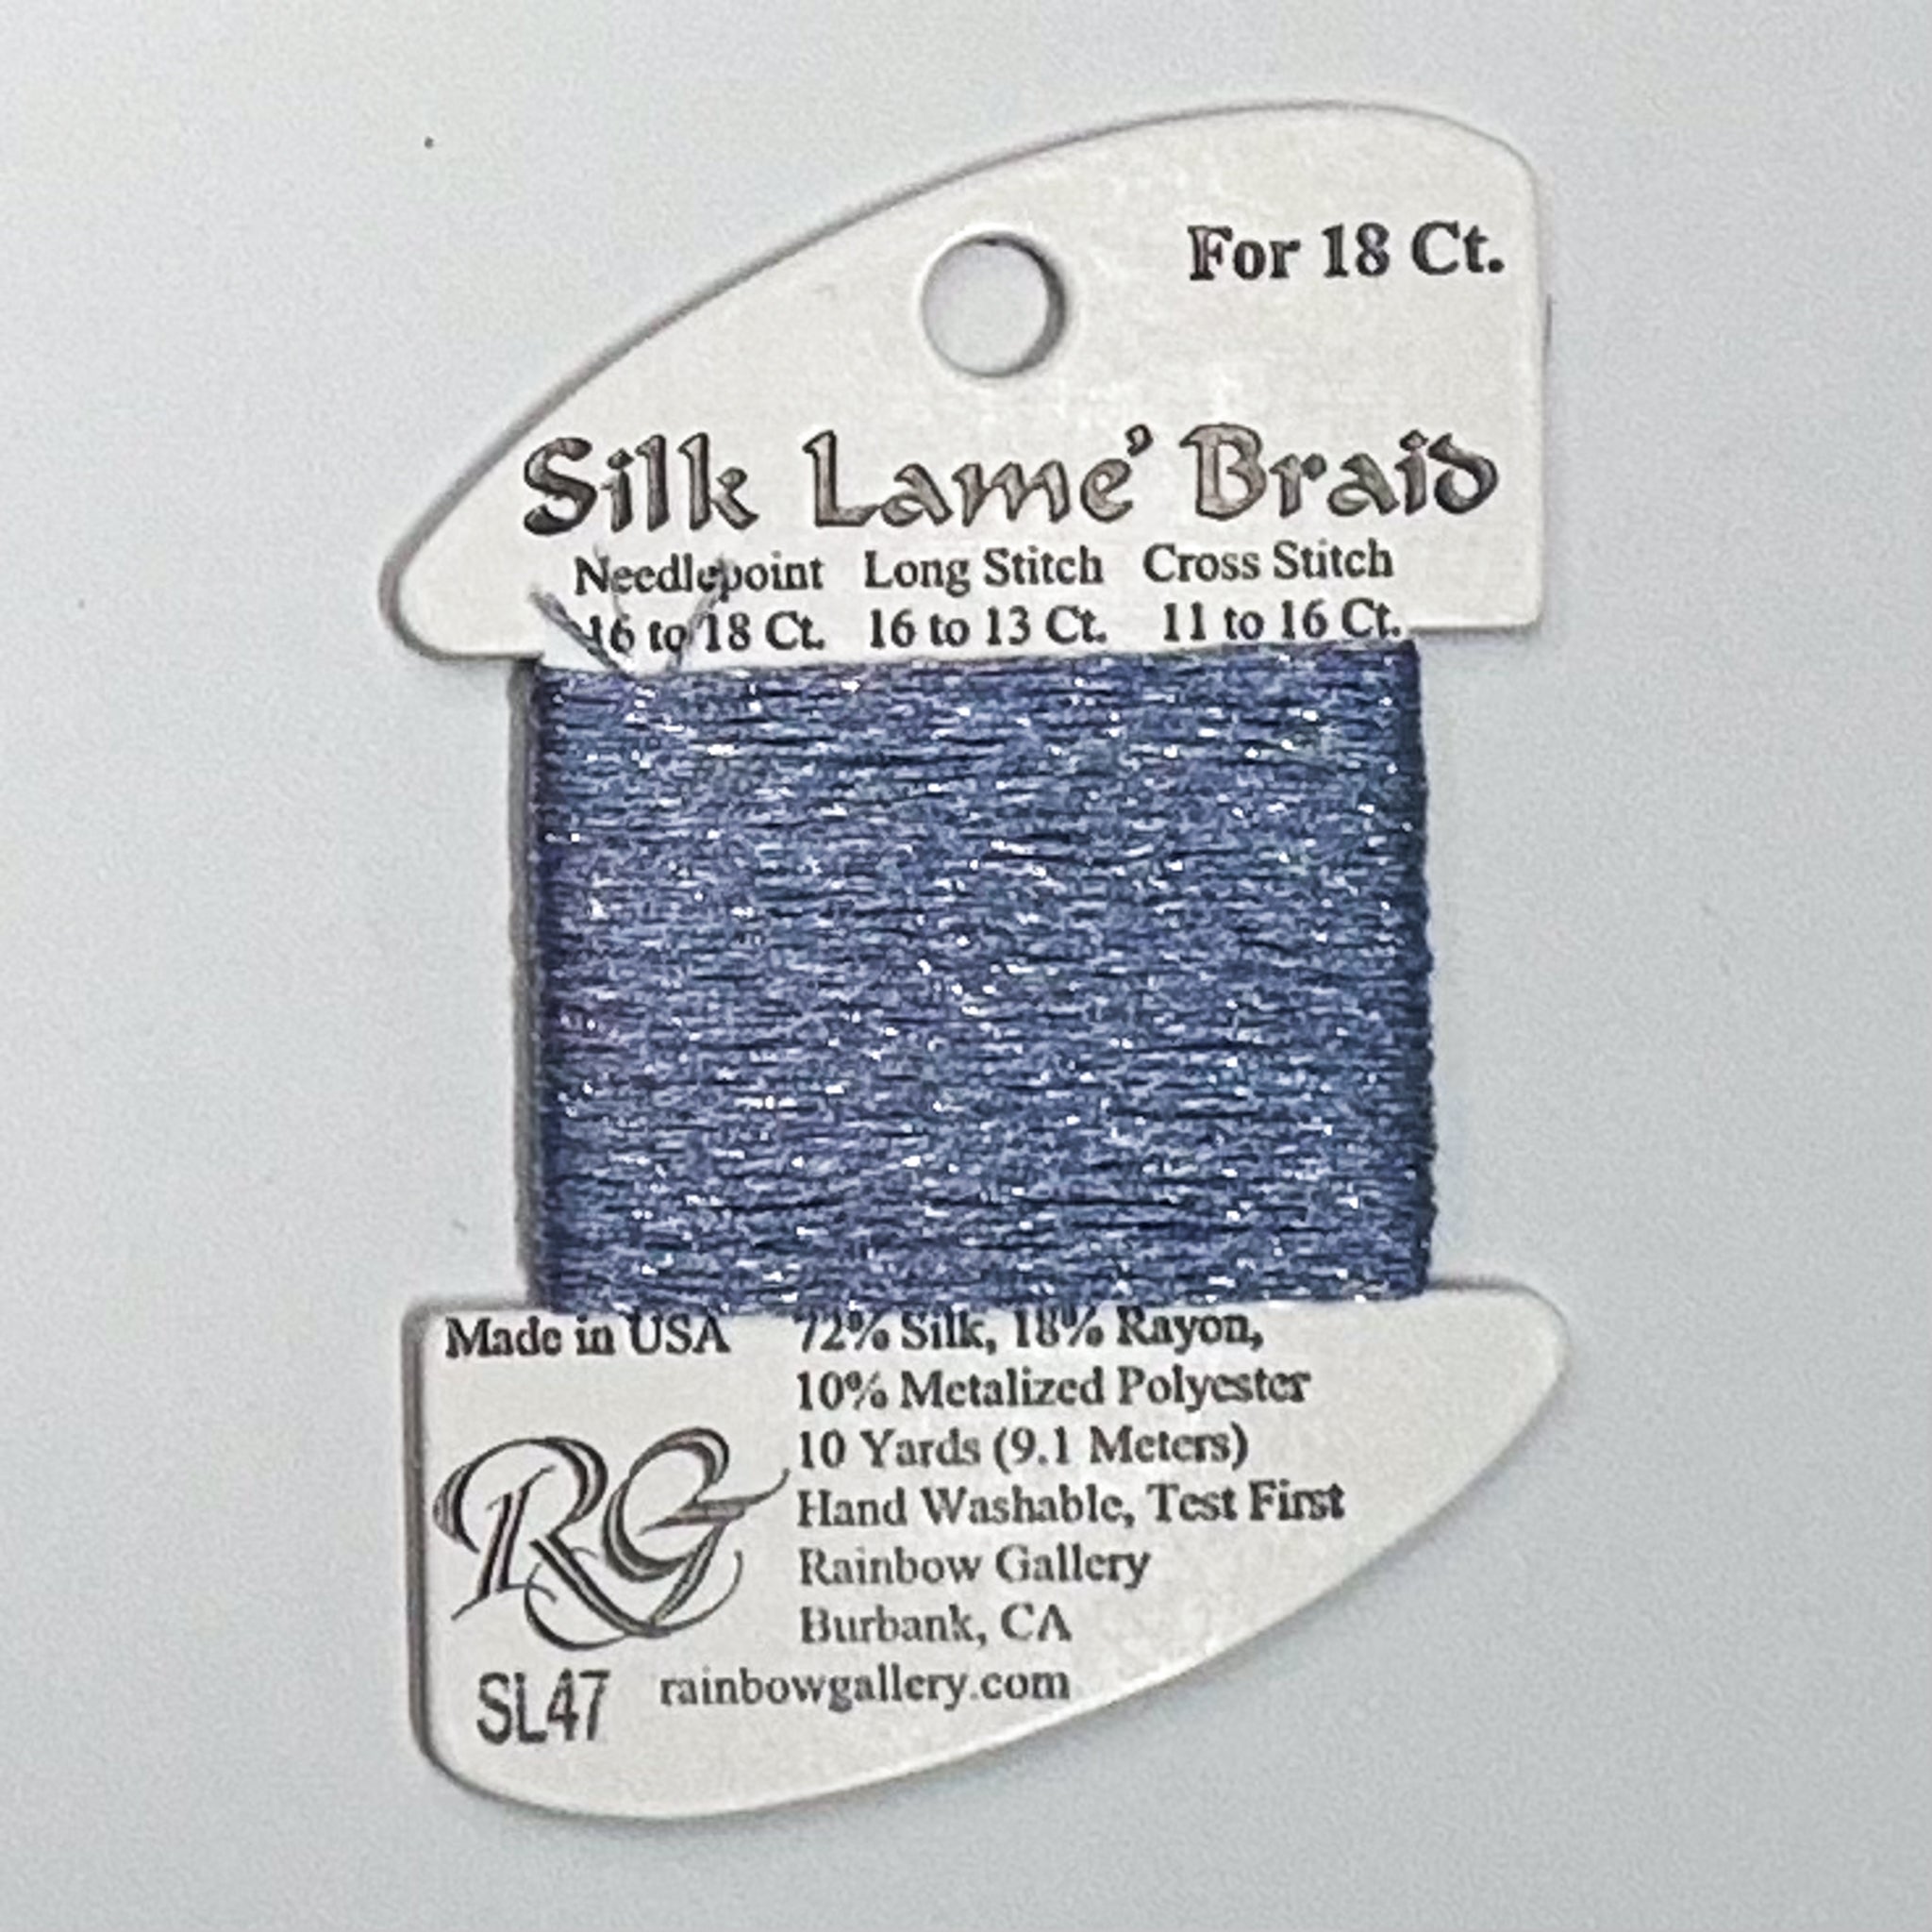 For 18 Ct.
Silk Lamé Braid
Needlepoint Long Stitch Cross Stitch
16 to 18 Ct. 16 to 13 Ct. 11 to 16 Ct.
Made in USA 72% Silk, 18% Rayon,
10% Metalized Polyester
10 Yards (9.1 Meters)
Hand Washable, Test First
Rainbow Gallery
Burbank, CA
RG
SL47 rainbowgallery.com